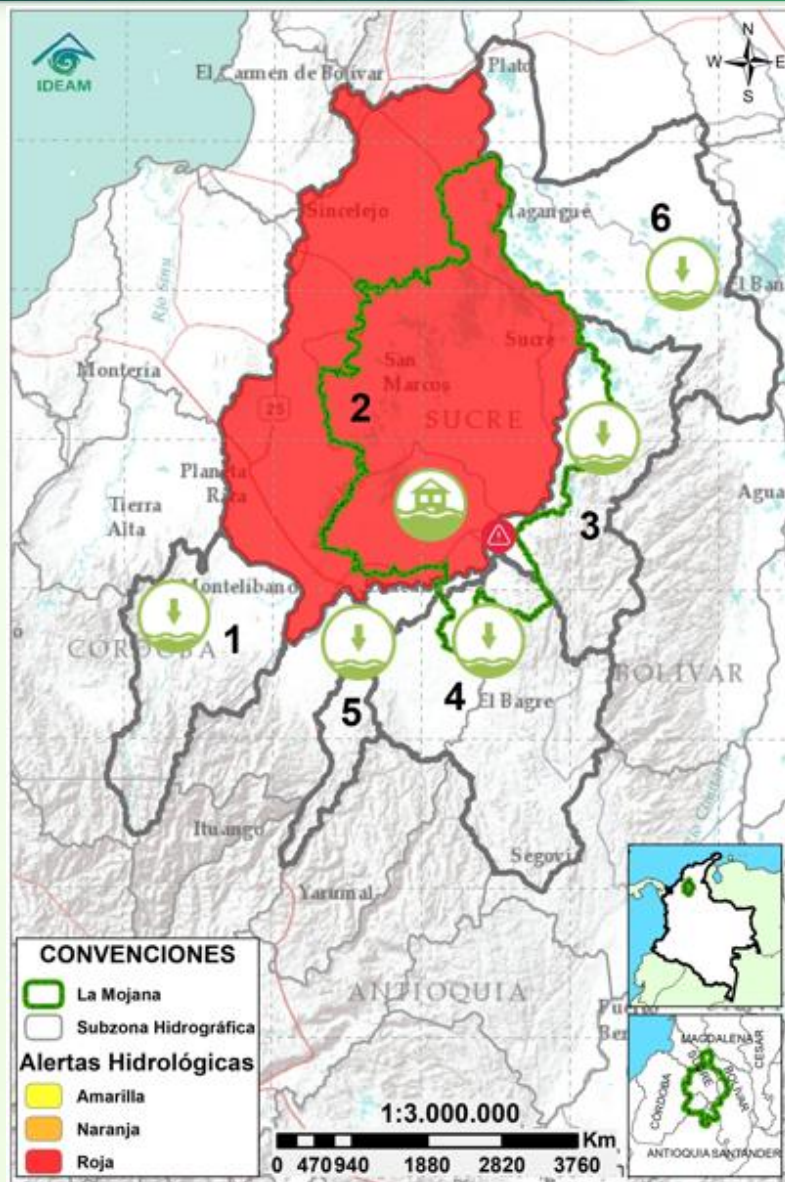 IDEAM
N
W E
S
El Carmen de Bolívar
Plato
Sincelejo
Magangué
6
El Ban
Río Sinú
Montería
San
Marcos
Sucre
25
2
SUCRE
Planeta
Rica
Tierra
Alta
Agua
3
Montelibano
1
CÓRDOBA
BOLÍVAR
5
4
El Bagre
Ituango
Segovia
Yarumal
ANTIOQUIA
CONVENCIONES
La Mojana
Subzona Hidrográfica
Alertas Hidrológicas
Amarilla
Naranja
Roja
1:3.000.000
Km
0 470 940 1880 2820 3760
MAGDALENA
CESAR
SUCRE
BOLIVAR
CÓRDOBA
ANTIOQUIA SANTANDER